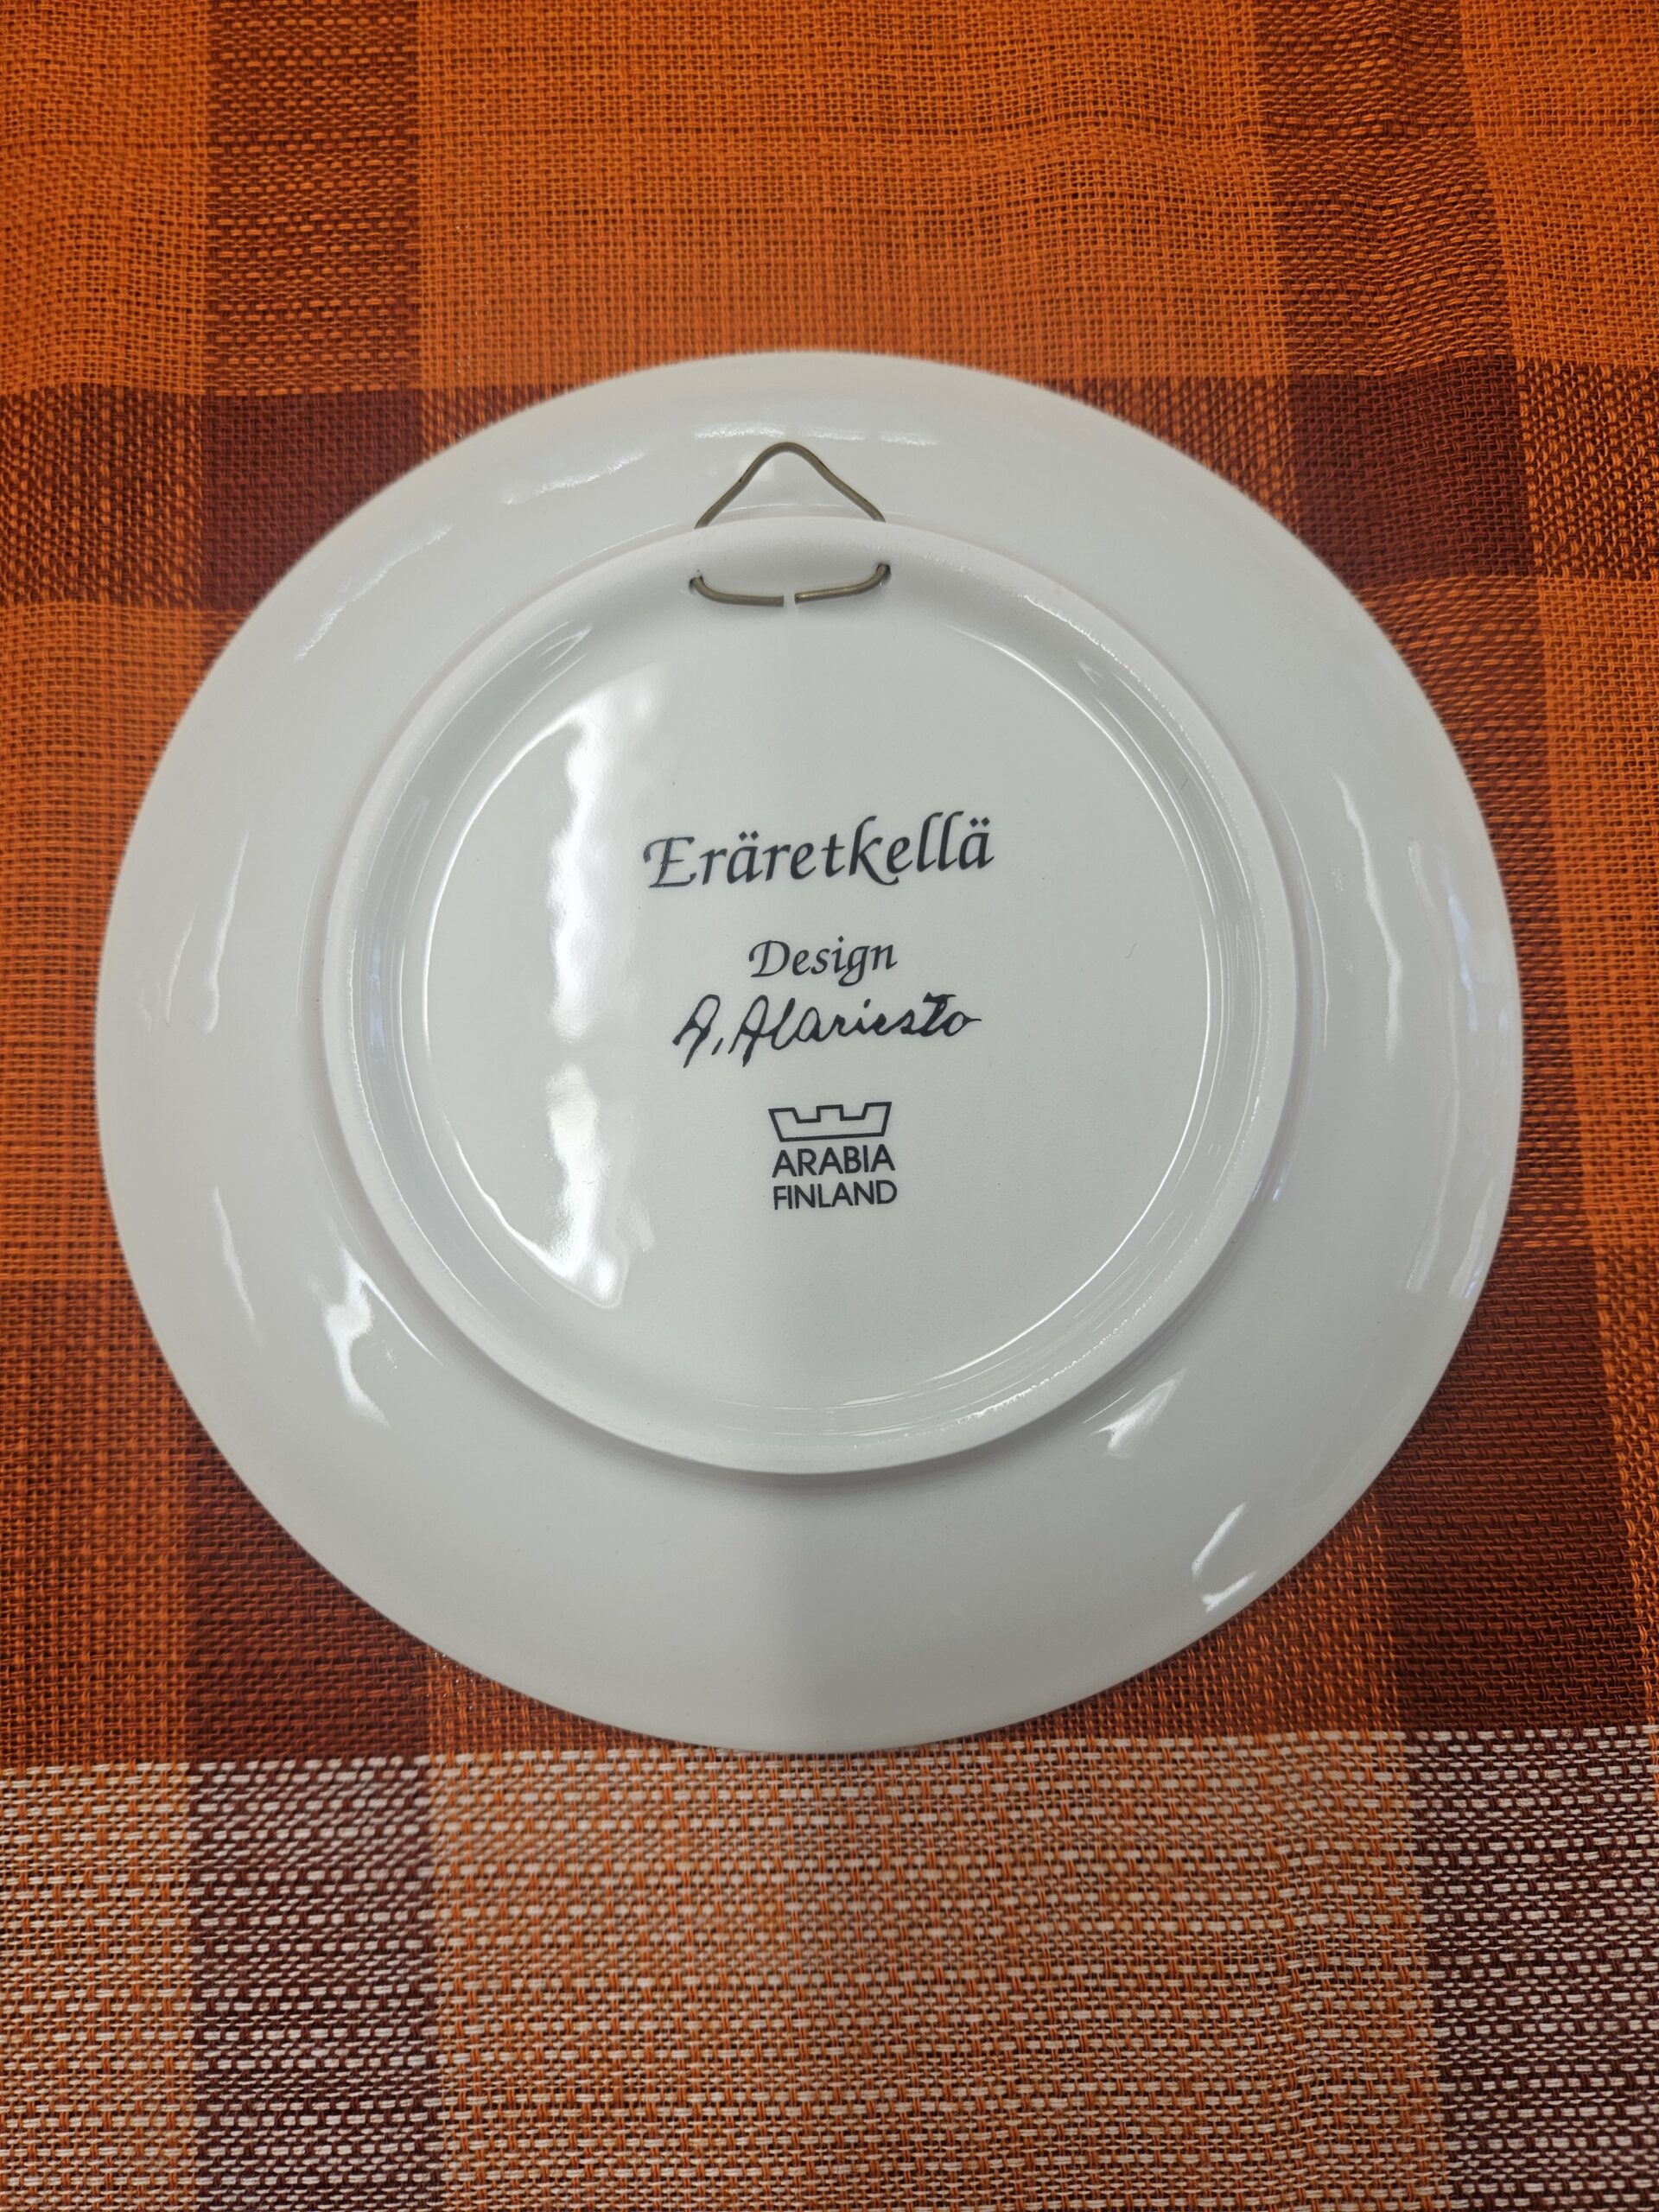 Eräretkellä
Design
A. Alariesto
ARABIA
FINLAND